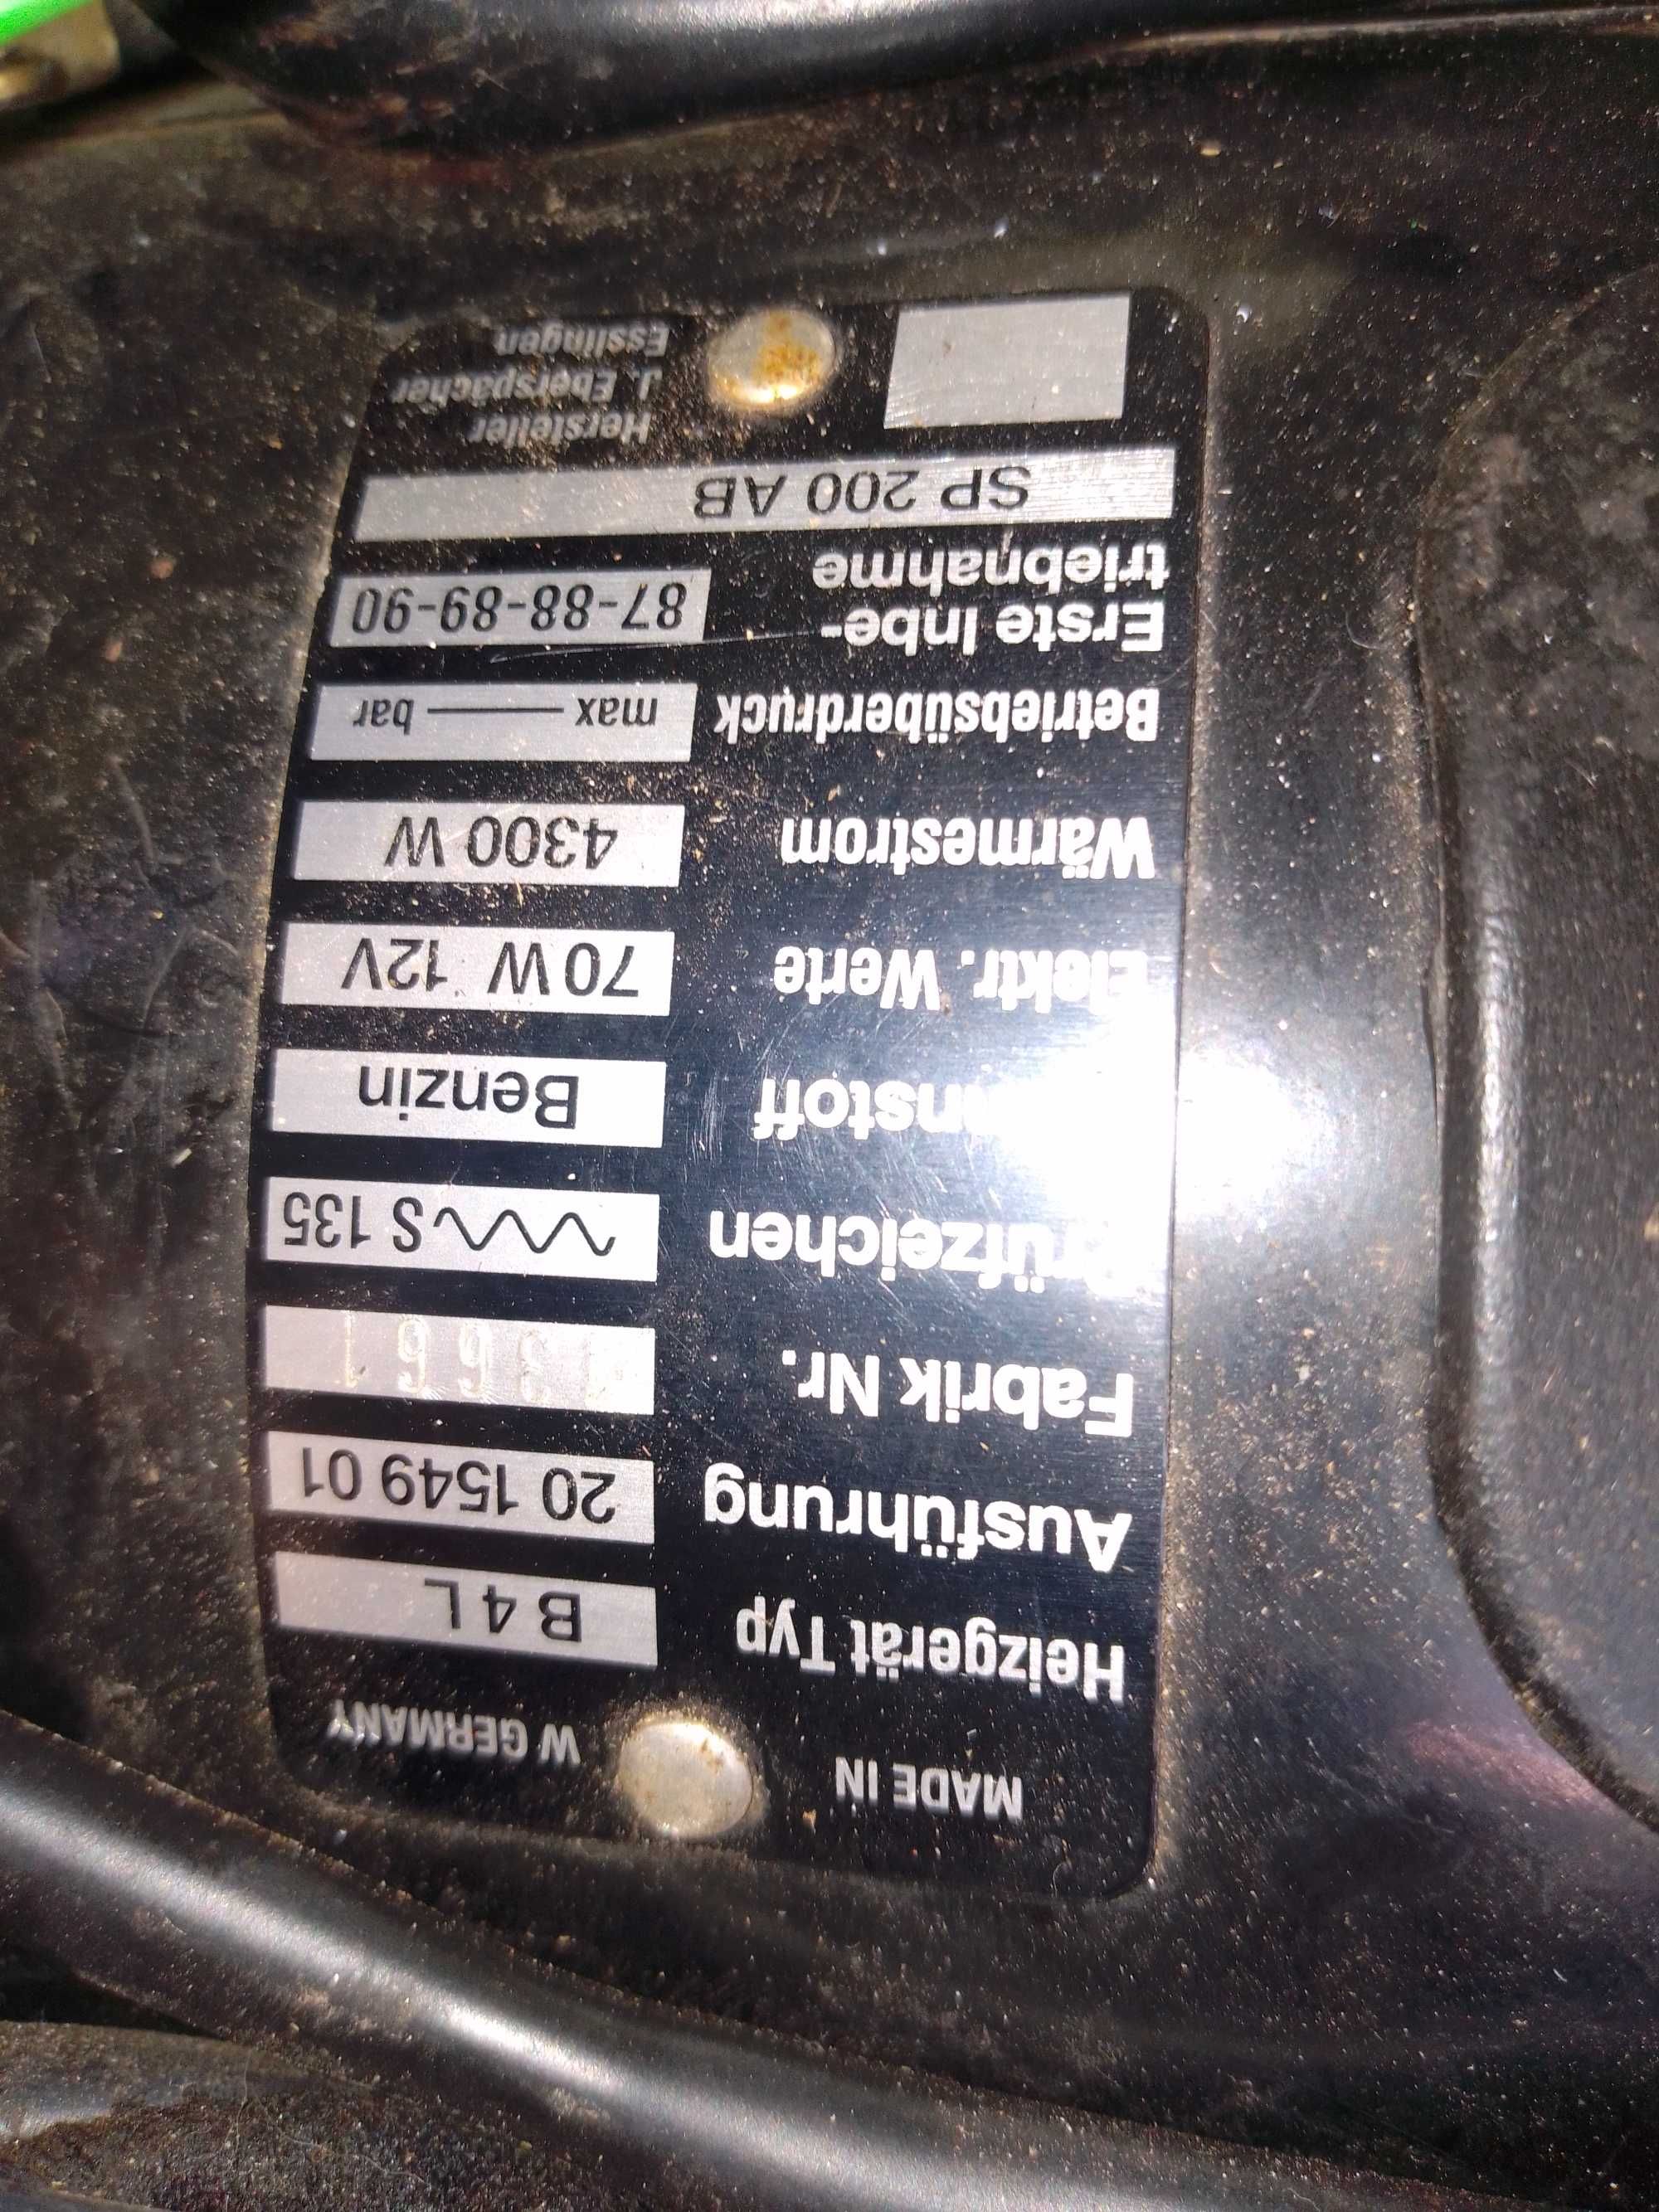 MADE IN W GERMANY
Heizgerät Typ B 4 L
Ausführung 20 1549 01
Fabrik Nr.
Prüfzeichen S 135
Benzin
Elektr. Werte 70 W 12V
Wärmestrom 4300 W
Betriebsüberdruck max — bar
Erste Inbe- 87-88-89-90
triebnahme
SP 200 AB
Hersteller
J. Eberspächer
Esslingen